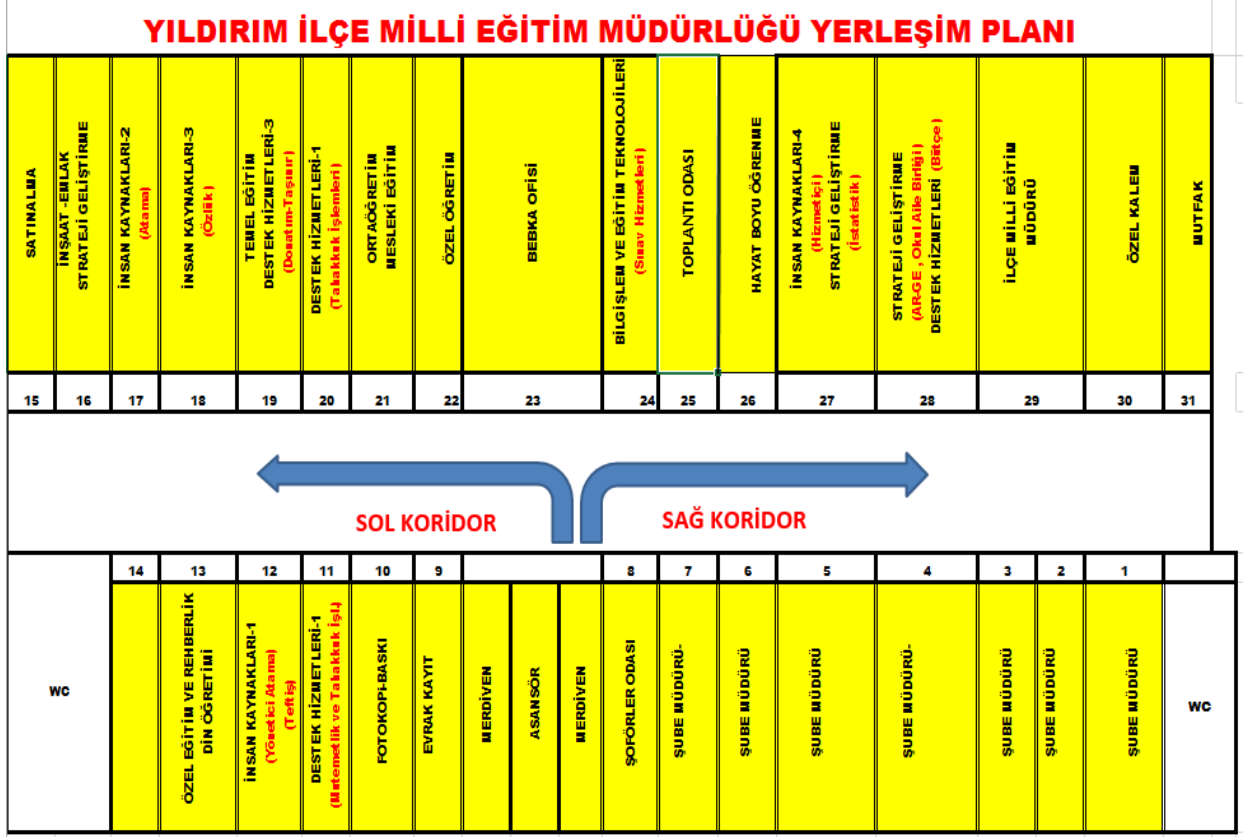 YILDIRIM İLÇE MİLLİ EĞİTİM MÜDÜRLÜĞÜ YERLEŞİM PLANI
SATINALMA
İNŞAAT -EMLAK
STRATEJİ GELİŞTİRME
İNSAN KAYNAKLARI-2
(Atama)
İNSAN KAYNAKLARI-3
(Özlük)
TEMEL EĞİTİM
DESTEK HİZMETLERİ-3
(Donatım-Taşınır)
DESTEK HİZMETLERİ-1
(Tahakkuk İşlemleri)
ORTAÖĞRETİM
MESLEKİ EĞİTİM
ÖZEL ÖĞRETİM
BEBKA OFİSİ
BİLGİŞLEM VE EĞİTİM TEKNOLOJİLERİ
(Sınav Hizmetleri)
TOPLANTI ODASI
HAYAT BOYU ÖĞRENME
İNSAN KAYNAKLARI-4
(Hizmetiçi)
STRATEJİ GELİŞTİRME
(İstatistik)
STRATEJİ GELİŞTİRME
(AR-GE , Okul Aile Birliği)
DESTEK HİZMETLERİ (Bütçe)
İLÇE MİLLİ EĞİTİM
MÜDÜRÜ
ÖZEL KALEM
MUTFAK
15 16 17 18 19 20 21 22 23 24 25 26 27 28 29 30 31
SOL KORİDOR
SAĞ KORİDOR
14 13 12 11 10 9 8 7 6 5 4 3 2 1
WC
ÖZEL EĞİTİM VE REHBERLİK
DİN ÖĞRETİMİ
İNSAN KAYNAKLARI-1
(Yönetici Atama)
(Teftiş)
DESTEK HİZMETLERİ-1
(Mutemetlik ve Tahakkuk İşl.)
FOTOKOPİ-BASKI
EVRAK KAYIT
MERDİVEN
ASANSÖR
MERDİVEN
ŞOFÖRLER ODASI
ŞUBE MÜDÜRÜ-
ŞUBE MÜDÜRÜ
ŞUBE MÜDÜRÜ
ŞUBE MÜDÜRÜ-
ŞUBE MÜDÜRÜ
ŞUBE MÜDÜRÜ
ŞUBE MÜDÜRÜ
WC